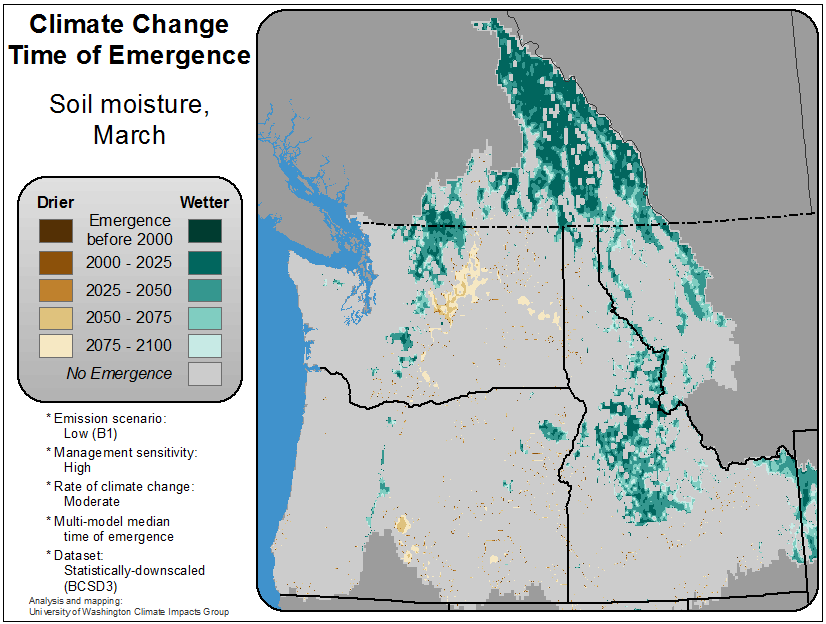 Climate Change
Time of Emergence
Soil moisture,
March
Drier Wetter
Emergence
before 2000
2000 - 2025
2025 - 2050
2050 - 2075
2075 - 2100
No Emergence
* Emission scenario:
Low (B1)
* Management sensitivity:
High
* Rate of climate change:
Moderate
* Multi-model median
time of emergence
* Dataset:
Statistically-downscaled
(BCSD3)
Analysis and mapping:
University of Washington Climate Impacts Group